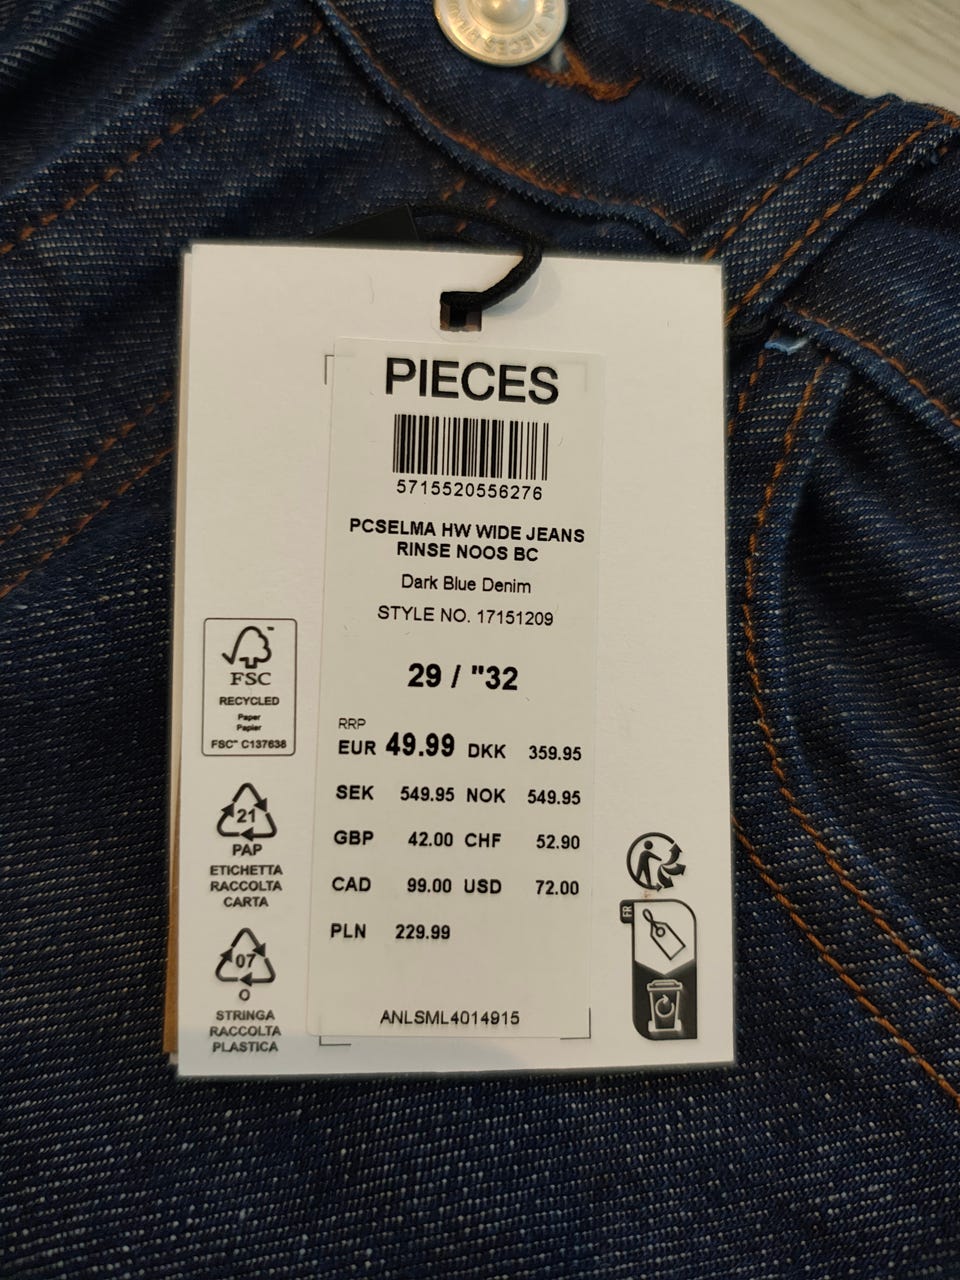 PIECES
PIECES
5715520556276
PCSELMA HW WIDE JEANS
RINSE NOOS BC
Dark Blue Denim
STYLE NO. 17151209
29 / "32
RRP
EUR 49.99 DKK 359.95
SEK 549.95 NOK 549.95
GBP 42.00 CHF 52.90
CAD 99.00 USD 72.00
PLN 229.99
ANLSML4014915
FSC
RECYCLED
Paper
Papier
FSC™ C137638
21
PAP
ETICHETTA
RACCOLTA
CARTA
07
O
STRINGA
RACCOLTA
PLASTICA
FR